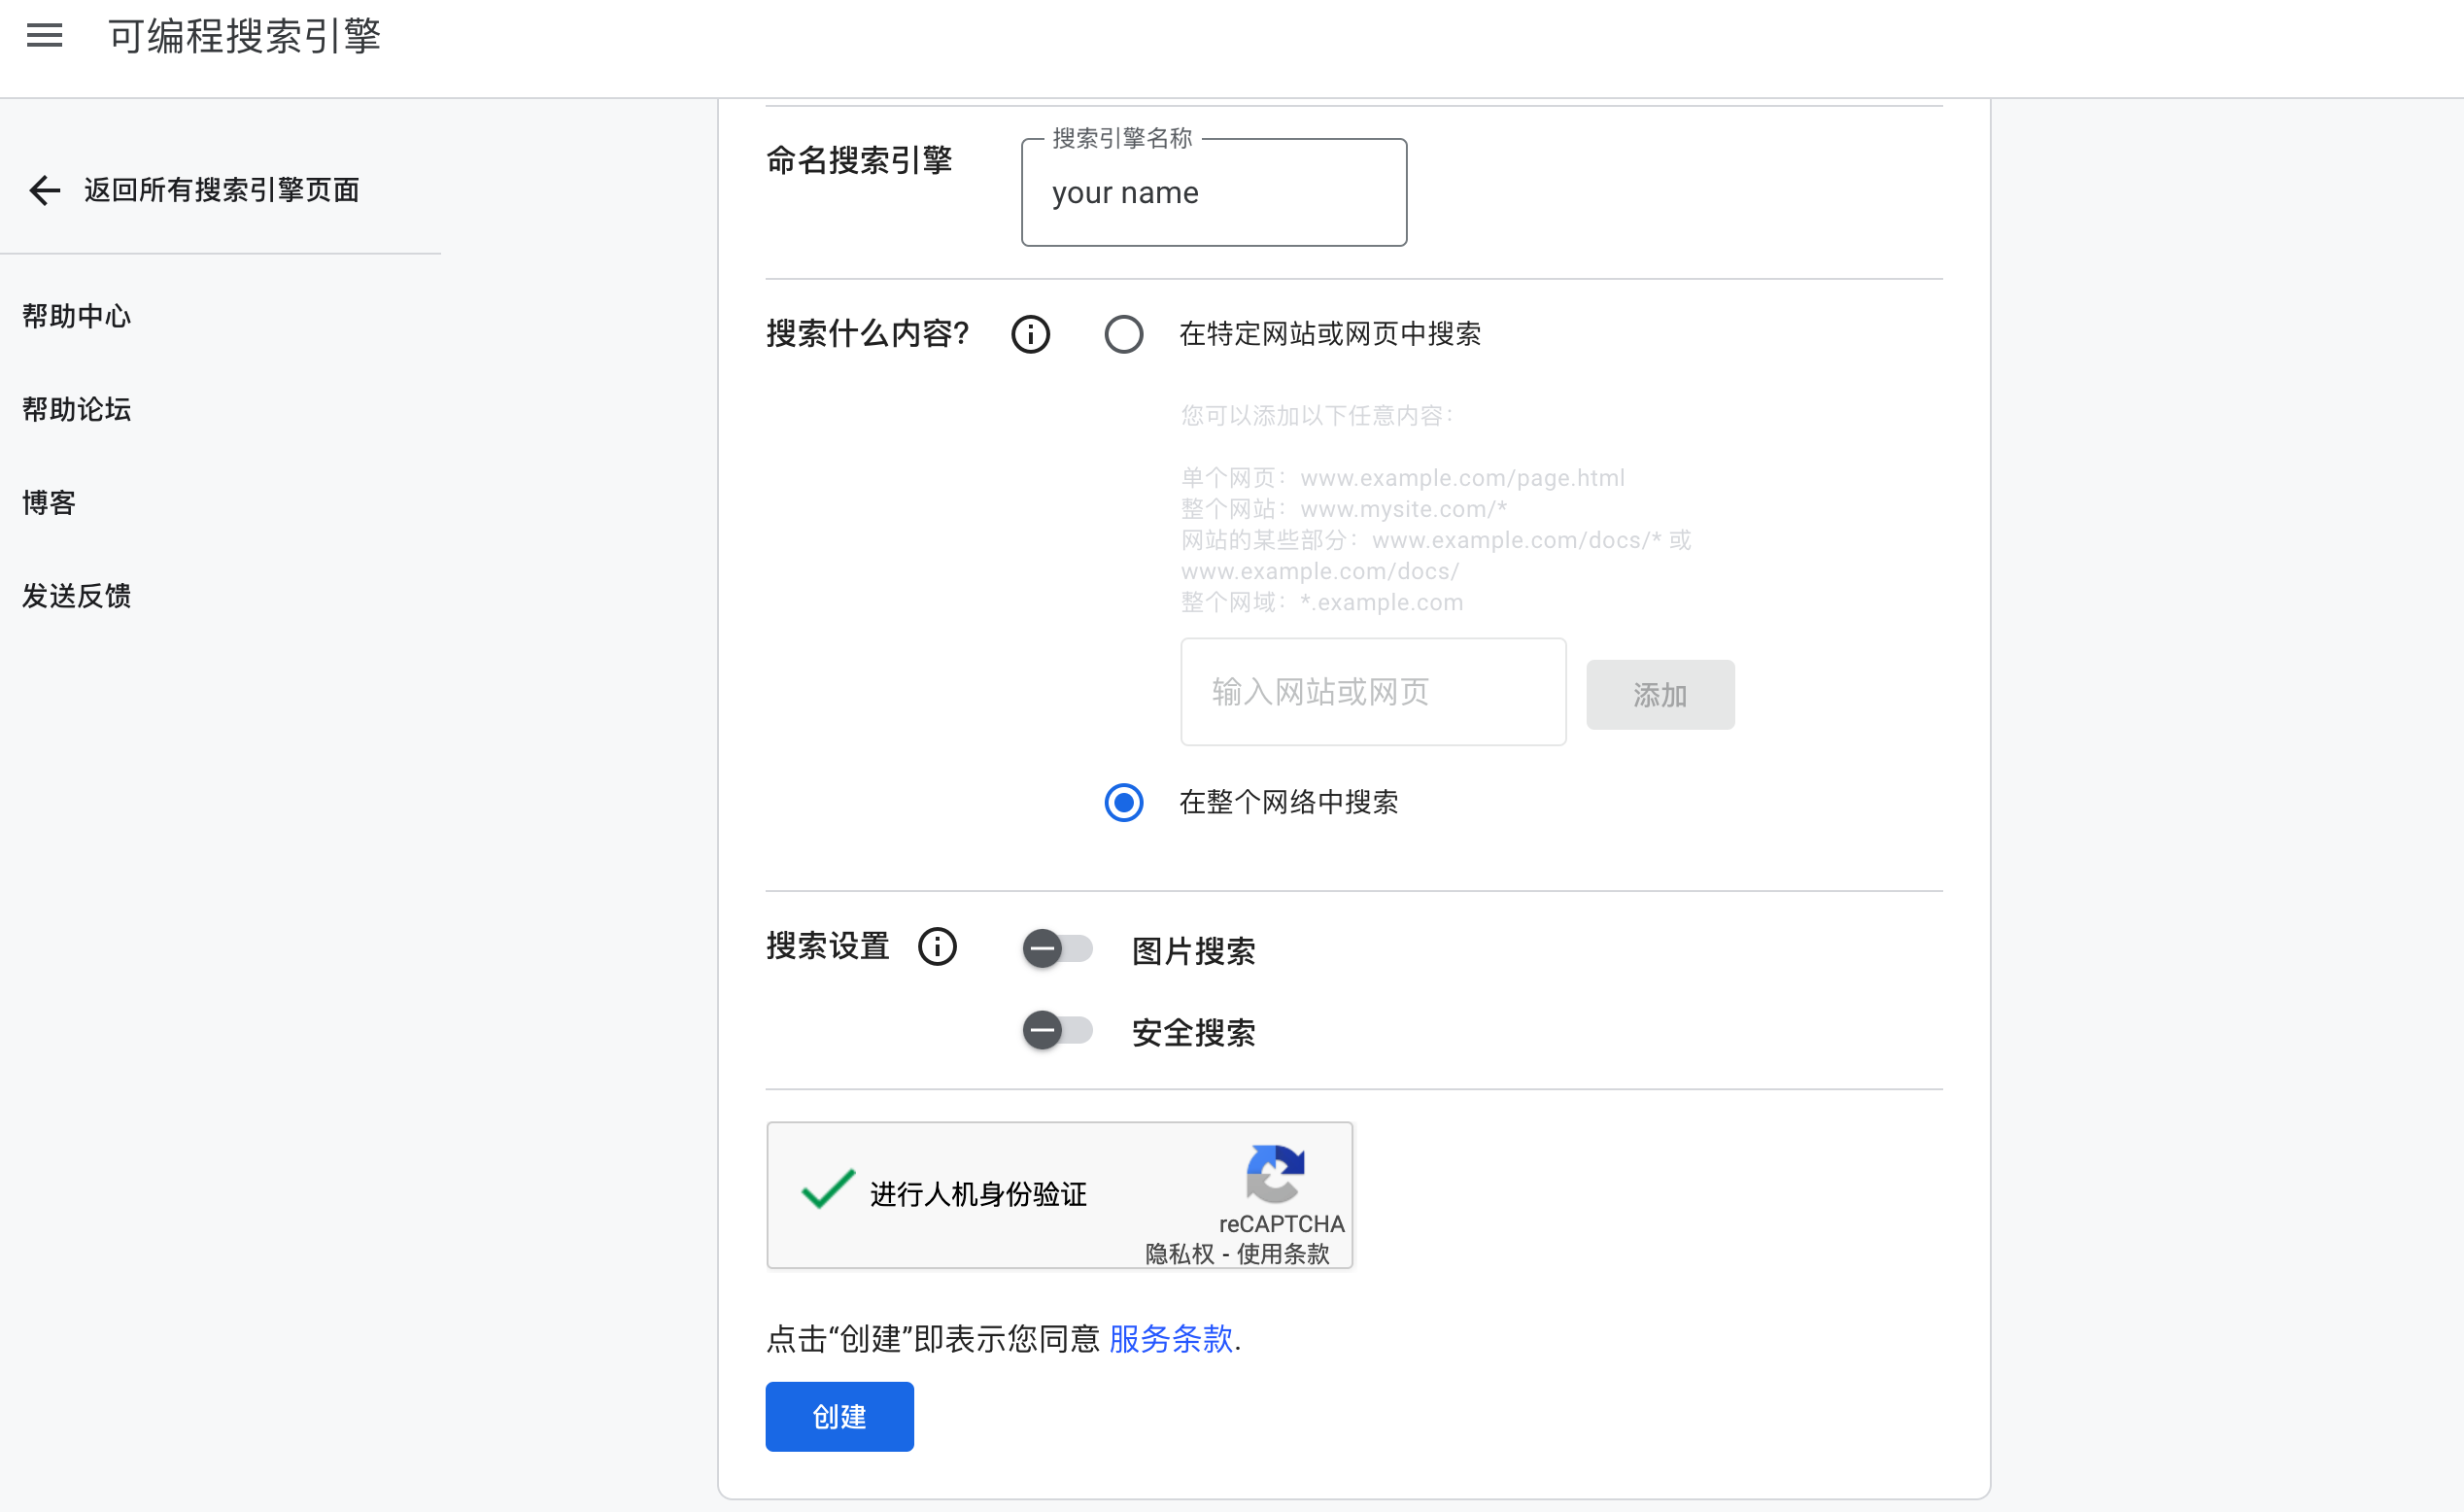 可编程搜索引擎
返回所有搜索引擎页面
帮助中心
帮助论坛
博客
发送反馈
命名搜索引擎
搜索引擎名称
your name
搜索什么内容?
在特定网站或网页中搜索
您可以添加以下任意内容：
单个网页：www.example.com/page.html
整个网站：www.mysite.com/*
网站的某些部分：www.example.com/docs/* 或
www.example.com/docs/
整个网域：*.example.com
输入网站或网页
添加
在整个网络中搜索
搜索设置
图片搜索
安全搜索
进行人机身份验证
reCAPTCHA
隐私权 - 使用条款
点击“创建”即表示您同意 服务条款.
创建